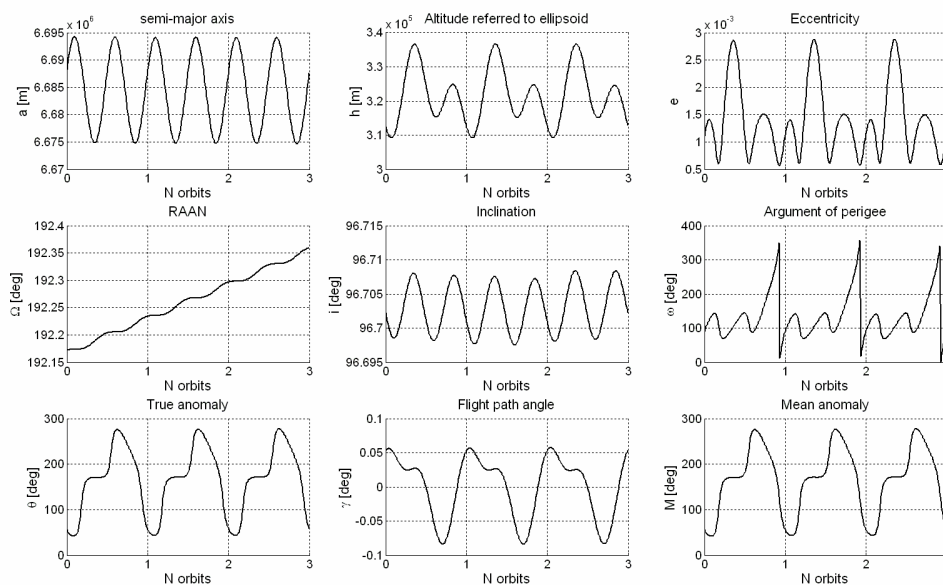 semi-major axis
x 10⁶
6.695
6.69
6.685
6.68
6.675
6.67
a [m]
0 1 2 3
N orbits
Altitude referred to ellipsoid
x 10⁵
3.4
3.3
3.2
3.1
3
h [m]
0 1 2 3
N orbits
Eccentricity
x 10⁻³
3
2.5
2
1.5
1
0.5
e
0 1 2
N orbits
RAAN
192.4
192.35
192.3
192.25
192.2
192.15
Ω [deg]
0 1 2 3
N orbits
Inclination
96.715
96.71
96.705
96.7
96.695
i [deg]
0 1 2 3
N orbits
Argument of perigee
400
300
200
100
0
ω [deg]
0 1 2
N orbits
True anomaly
300
200
100
0
θ [deg]
0 1 2 3
N orbits
Flight path angle
0.1
0.05
0
-0.05
-0.1
γ [deg]
0 1 2 3
N orbits
Mean anomaly
300
200
100
0
M [deg]
0 1 2
N orbits